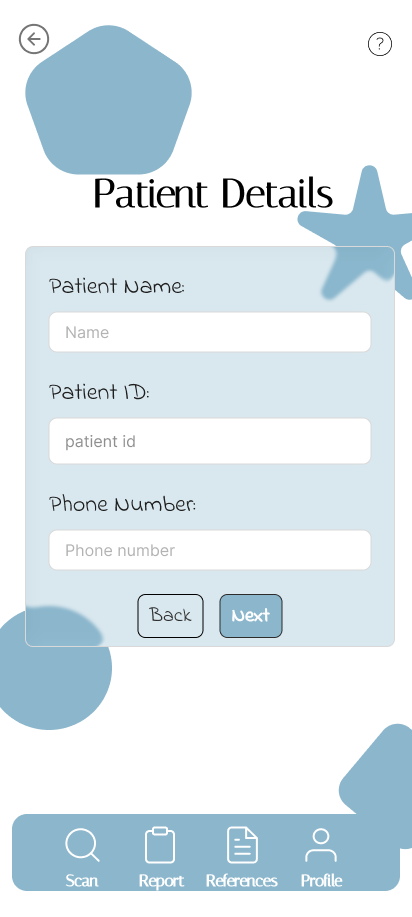 ?
Patient Details
Patient Name:
Name
Patient ID:
patient id
Phone Number:
Phone number
Back Next
Scan Report References Profile